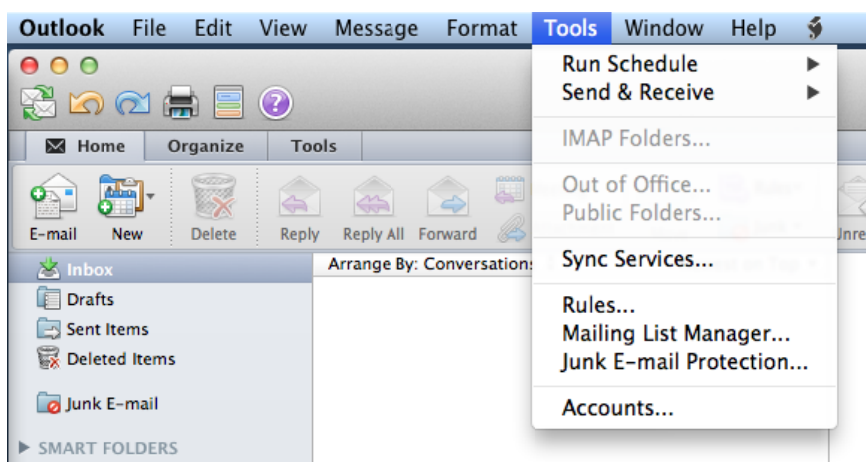 Outlook File Edit View Message Format Tools Window Help
Run Schedule
Send & Receive
IMAP Folders...
Out of Office...
Public Folders...
Sync Services...
Rules...
Mailing List Manager...
Junk E-mail Protection...
Accounts...
Home Organize Tools
E-mail New Delete Reply Reply All Forward
Arrange By: Conversations
Inbox
Drafts
Sent Items
Deleted Items
Junk E-mail
SMART FOLDERS